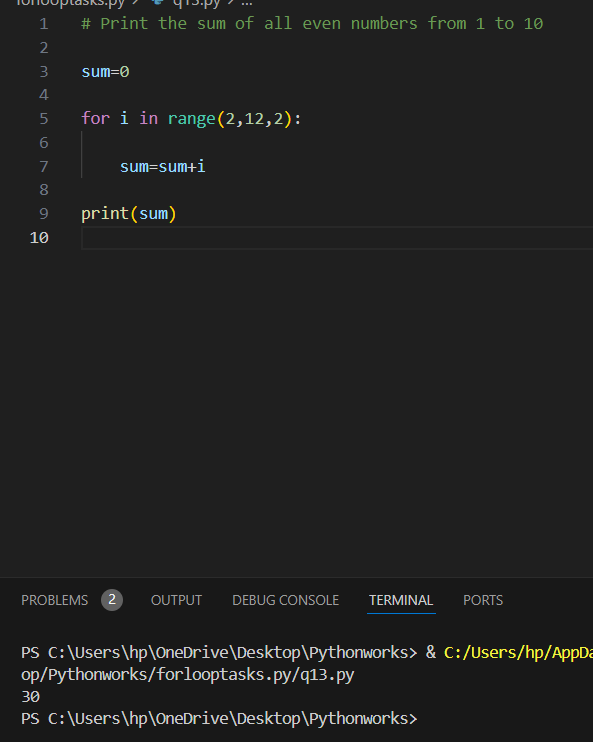 forlooptasks.py > q13.py > ...
1 # Print the sum of all even numbers from 1 to 10
2
3 sum=0
4
5 for i in range(2,12,2):
6
7     sum=sum+i
8
9 print(sum)
10
PROBLEMS 2 OUTPUT DEBUG CONSOLE TERMINAL PORTS
PS C:\Users\hp\OneDrive\Desktop\Pythonworks> & C:/Users/hp/AppDa
op/Pythonworks/forlooptasks.py/q13.py
30
PS C:\Users\hp\OneDrive\Desktop\Pythonworks>